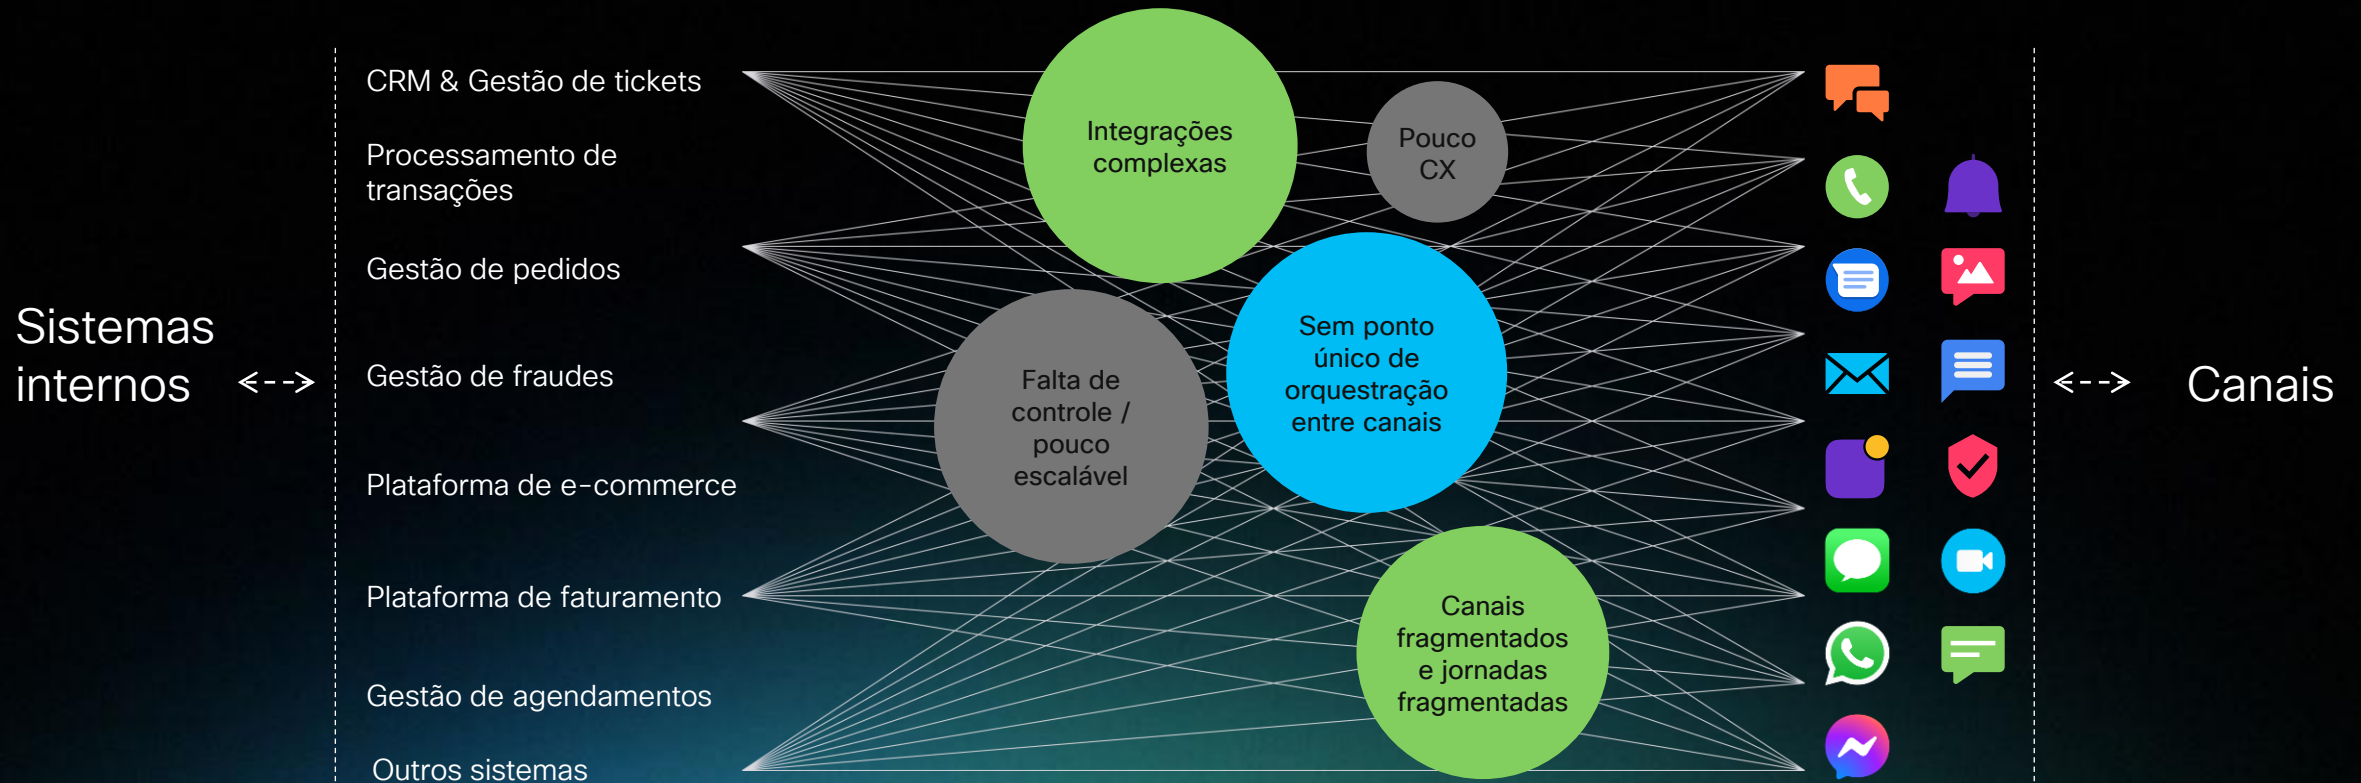 Sistemas
internos
CRM & Gestão de tickets
Processamento de
transações
Gestão de pedidos
Gestão de fraudes
Plataforma de e-commerce
Plataforma de faturamento
Gestão de agendamentos
Outros sistemas
Integrações
complexas
Pouco
CX
Falta de
controle /
pouco
escalável
Sem ponto
único de
orquestração
entre canais
Canais
fragmentados
e jornadas
fragmentadas
Canais